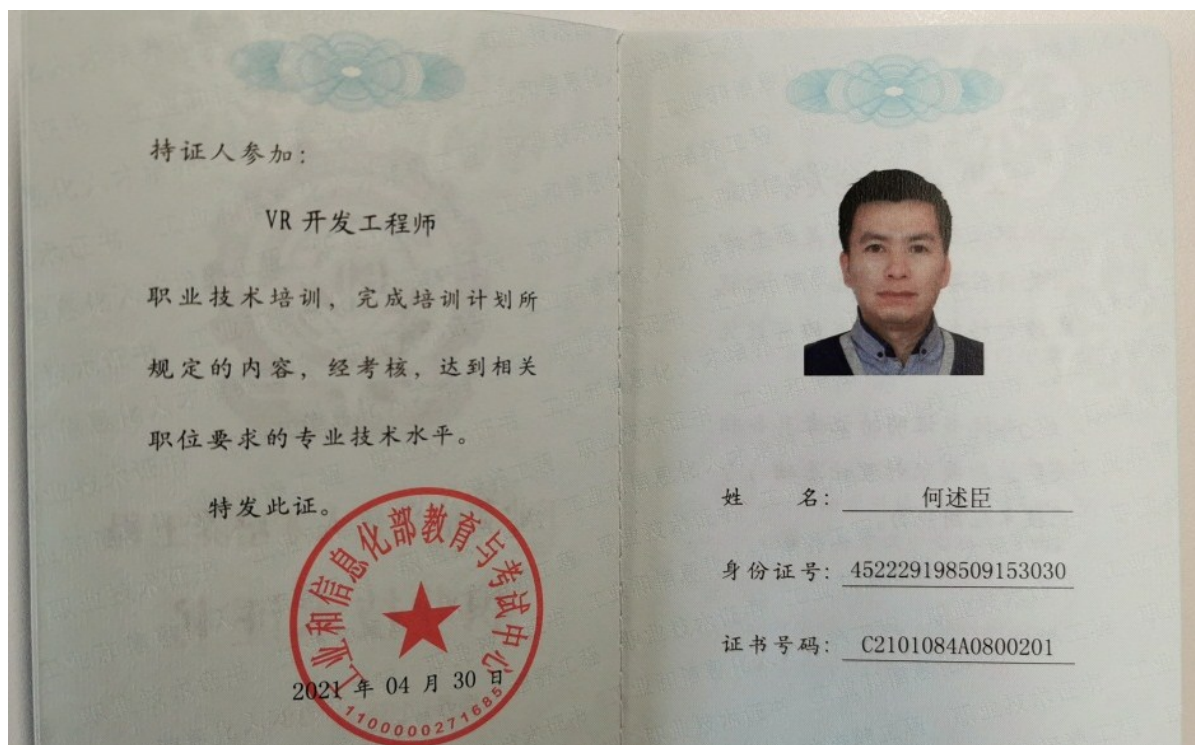 持证人参加：
VR 开发工程师
职业技术培训，完成培训计划所
规定的内容，经考核，达到相关
职位要求的专业技术水平。
特发此证。
工业和信息化部教育与考试中心
2021 年 04 月 30 日
1100000271685
姓 名： 何述臣
身份证号： 452229198509153030
证书号码： C2101084A0800201